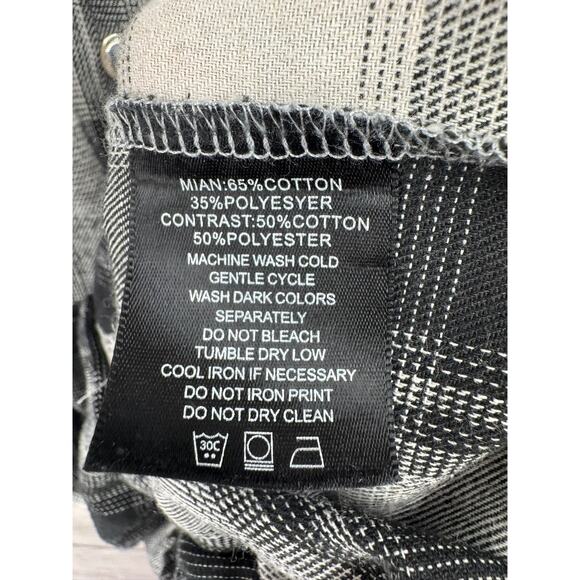 MIAN:65%COTTON
35%POLYESYER
CONTRAST:50%COTTON
50%POLYESTER
MACHINE WASH COLD
GENTLE CYCLE
WASH DARK COLORS
SEPARATELY
DO NOT BLEACH
TUMBLE DRY LOW
COOL IRON IF NECESSARY
DO NOT IRON PRINT
DO NOT DRY CLEAN
30C